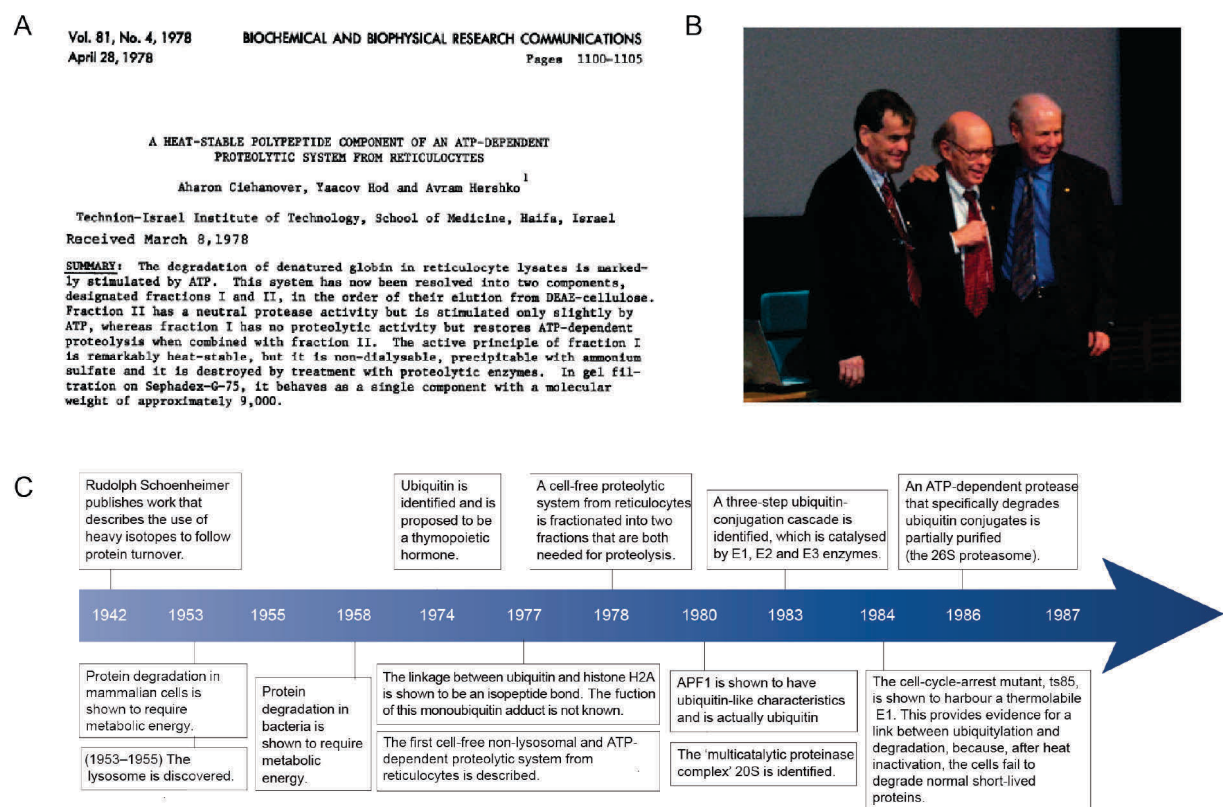 A
Vol. 81, No. 4, 1978 BIOCHEMICAL AND BIOPHYSICAL RESEARCH COMMUNICATIONS
April 28, 1978 Pages 1100-1105
A HEAT-STABLE POLYPEPTIDE COMPONENT OF AN ATP-DEPENDENT
PROTEOLYTIC SYSTEM FROM RETICULOCYTES
Aharon Ciehanover, Yaacov Hod and Avram Hershko 1
Technion-Israel Institute of Technology, School of Medicine, Haifa, Israel
Received March 8, 1978
SUMMARY: The degradation of denatured globin in reticulocyte lysates is marked-
ly stimulated by ATP. This system has now been resolved into two components,
designated fractions I and II, in the order of their elution from DEAE-cellulose.
Fraction II has a neutral protease activity but is stimulated only slightly by
ATP, whereas fraction I has no proteolytic activity but restores ATP-dependent
proteolysis when combined with fraction II. The active principle of fraction I
is remarkably heat-stable, but it is non-dialysable, precipitable with ammonium
sulfate and it is destroyed by treatment with proteolytic enzymes. In gel fil-
tration on Sephadex-G-75, it behaves as a single component with a molecular
weight of approximately 9,000.
B
C
Rudolph Schoenheimer
publishes work that
describes the use of
heavy isotopes to follow
protein turnover.
Ubiquitin is
identified and is
proposed to be
a thymopoietic
hormone.
A cell-free proteolytic
system from reticulocytes
is fractionated into two
fractions that are both
needed for proteolysis.
A three-step ubiquitin-
conjugation cascade is
identified, which is catalysed
by E1, E2 and E3 enzymes.
An ATP-dependent protease
that specifically degrades
ubiquitin conjugates is
partially purified
(the 26S proteasome).
1942 1953 1955 1958 1974 1977 1978 1980 1983 1984 1986 1987
Protein degradation in
mammalian cells is
shown to require
metabolic energy.
(1953–1955) The
lysosome is discovered.
Protein
degradation in
bacteria is
shown to require
metabolic
energy.
The linkage between ubiquitin and histone H2A
is shown to be an isopeptide bond. The fuction
of this monoubiquitin adduct is not known.
The first cell-free non-lysosomal and ATP-
dependent proteolytic system from
reticulocytes is described.
APF1 is shown to have
ubiquitin-like characteristics
and is actually ubiquitin
The 'multicatalytic proteinase
complex' 20S is identified.
The cell-cycle-arrest mutant, ts85,
is shown to harbour a thermolabile
E1. This provides evidence for a
link between ubiquitylation and
degradation, because, after heat
inactivation, the cells fail to
degrade normal short-lived
proteins.